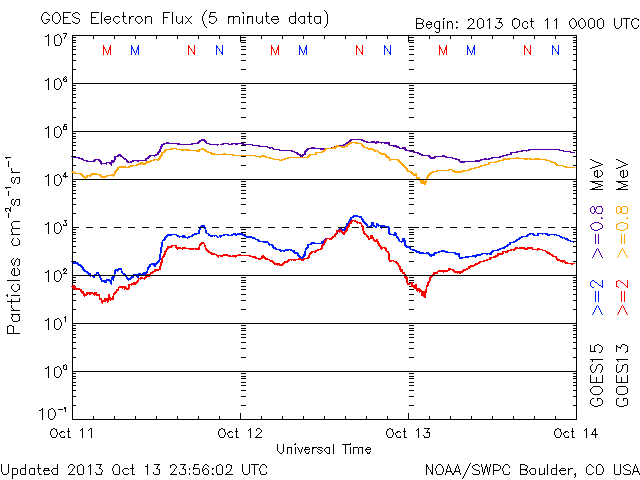 GOES Electron Flux (5 minute data)
Begin: 2013 Oct 11 0000 UTC
10⁷
M M N N M M N N M M N N
10⁶
10⁵
10⁴
10³
10²
10¹
10⁰
10⁻¹
Particles cm⁻²s⁻¹sr⁻¹
Oct 11 Oct 12 Oct 13 Oct 14
Universal Time
GOES15 >=2 >=0.8 MeV
GOES13 >=2 >=0.8 MeV
Updated 2013 Oct 13 23:56:02 UTC
NOAA/SWPC Boulder, CO USA